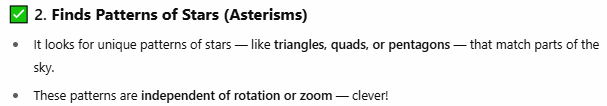 ✅ 2. Finds Patterns of Stars (Asterisms)
• It looks for unique patterns of stars — like triangles, quads, or pentagons — that match parts of the
sky.
• These patterns are independent of rotation or zoom — clever!